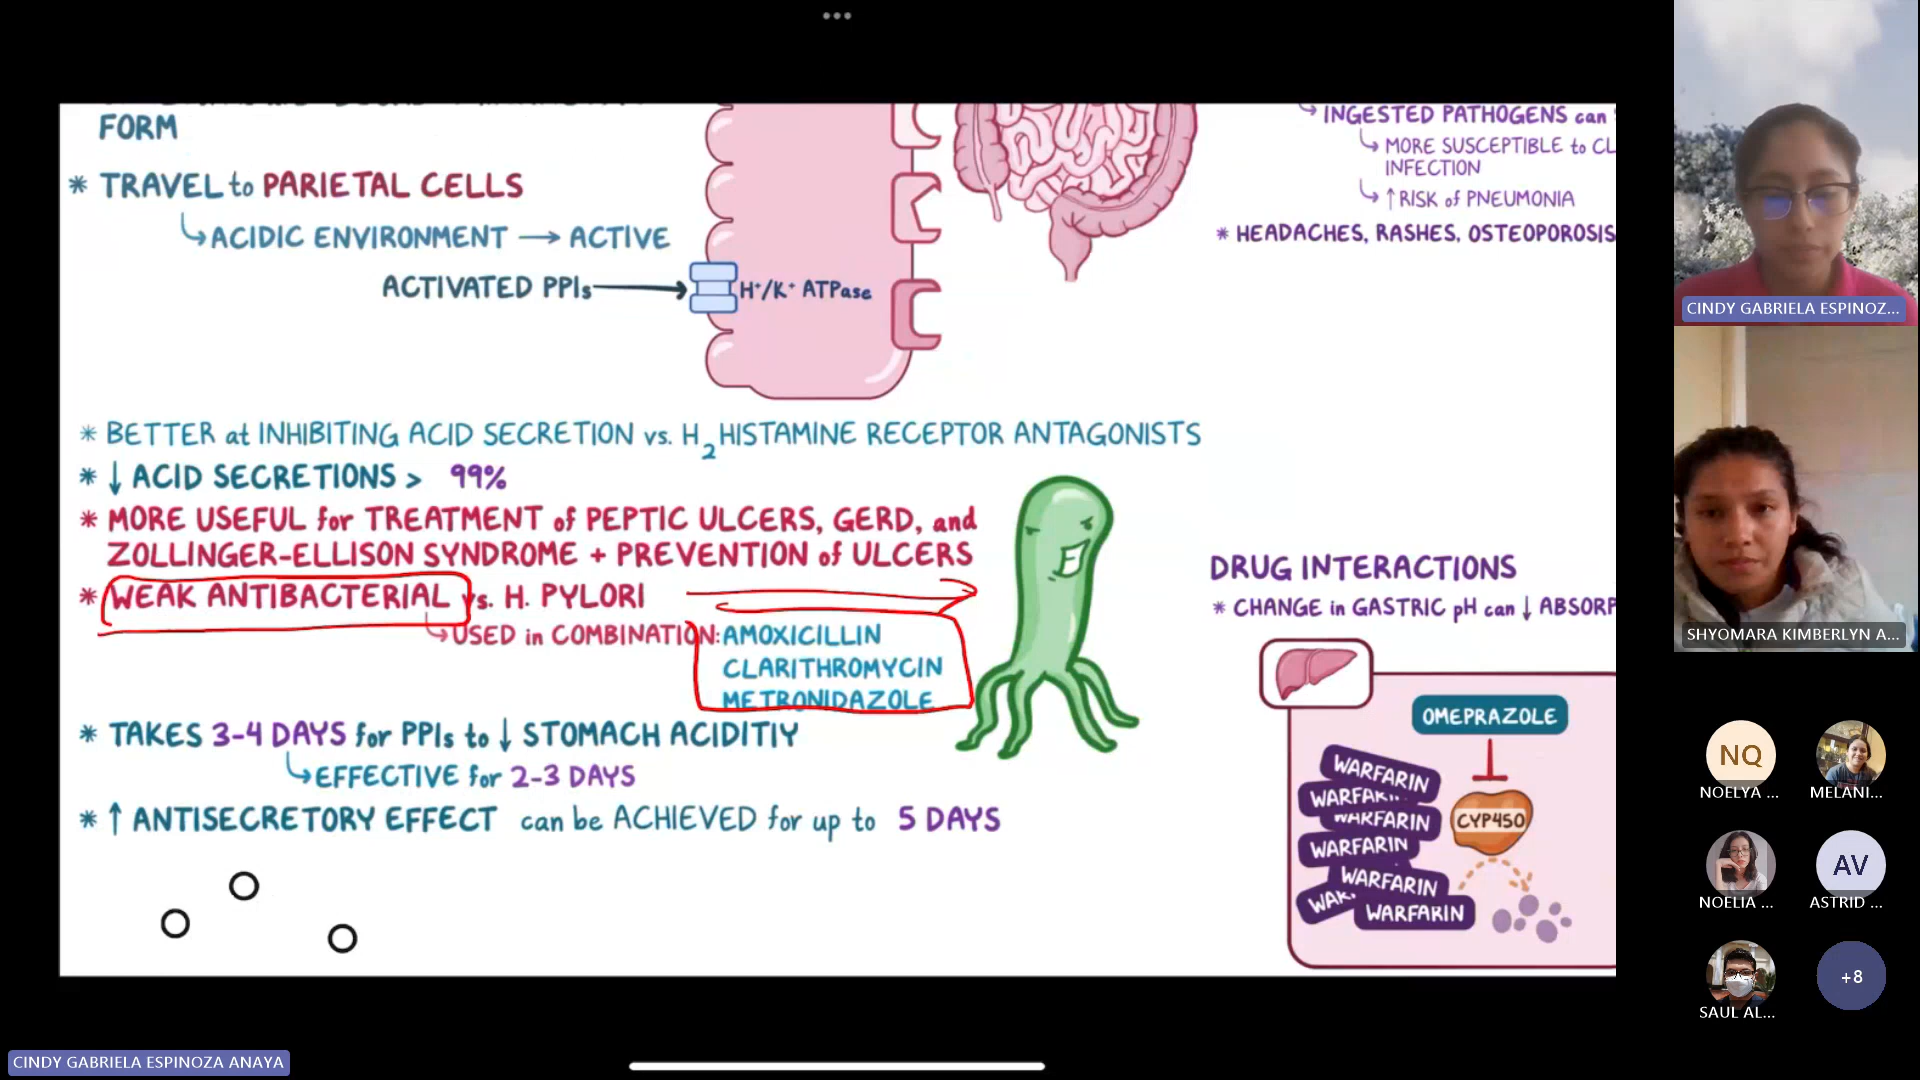 FORM
* TRAVEL to PARIETAL CELLS
ACIDIC ENVIRONMENT → ACTIVE
ACTIVATED PPIs
H⁺/K⁺ ATPase
* BETTER at INHIBITING ACID SECRETION vs. H₂ HISTAMINE RECEPTOR ANTAGONISTS
* ↓ ACID SECRETIONS > 99%
* MORE USEFUL for TREATMENT of PEPTIC ULCERS, GERD, and
ZOLLINGER-ELLISON SYNDROME + PREVENTION of ULCERS
* WEAK ANTIBACTERIAL vs. H. PYLORI
USED in COMBINATION: AMOXICILLIN
CLARITHROMYCIN
METRONIDAZOLE
* TAKES 3-4 DAYS for PPIs to ↓ STOMACH ACIDITIY
EFFECTIVE for 2-3 DAYS
* ↑ ANTISECRETORY EFFECT can be ACHIEVED for up to 5 DAYS
INGESTED PATHOGENS can
MORE SUSCEPTIBLE to CL
INFECTION
↑ RISK of PNEUMONIA
* HEADACHES, RASHES, OSTEOPOROSIS
DRUG INTERACTIONS
* CHANGE in GASTRIC pH can ↓ ABSORP
OMEPRAZOLE
CYP450
WARFARIN
WARFARIN
WARFARIN
WARFARIN
WARFARIN
WARFARIN
CINDY GABRIELA ESPINOZ...
SHYOMARA KIMBERLYN A...
NQ
NOELYA ...
MELANI...
NOELIA ...
AV
ASTRID ...
SAUL AL...
+8
CINDY GABRIELA ESPINOZA ANAYA